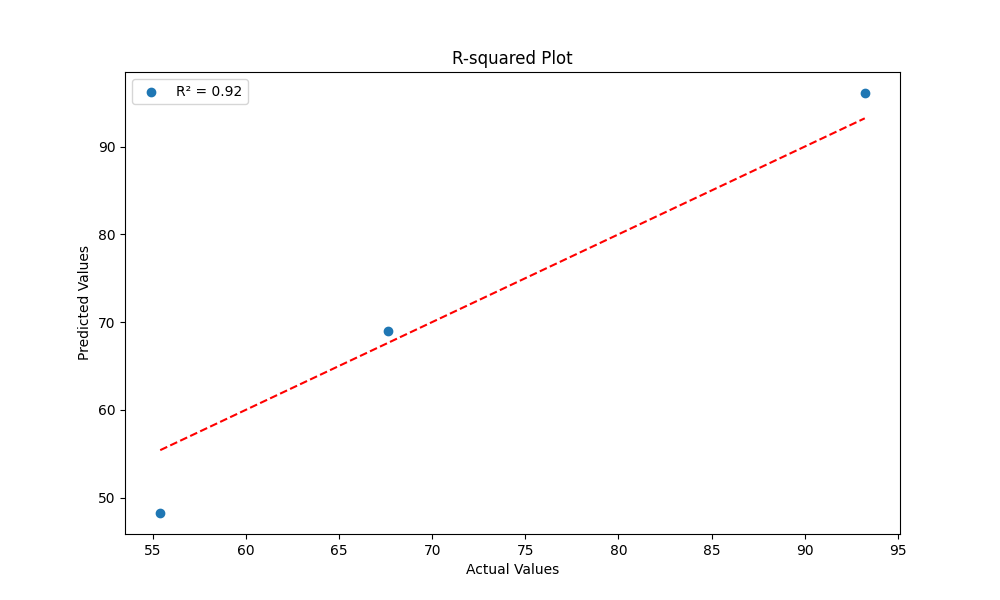 R-squared Plot
R² = 0.92
90
80
70
60
50
Predicted Values
55 60 65 70 75 80 85 90 95
Actual Values